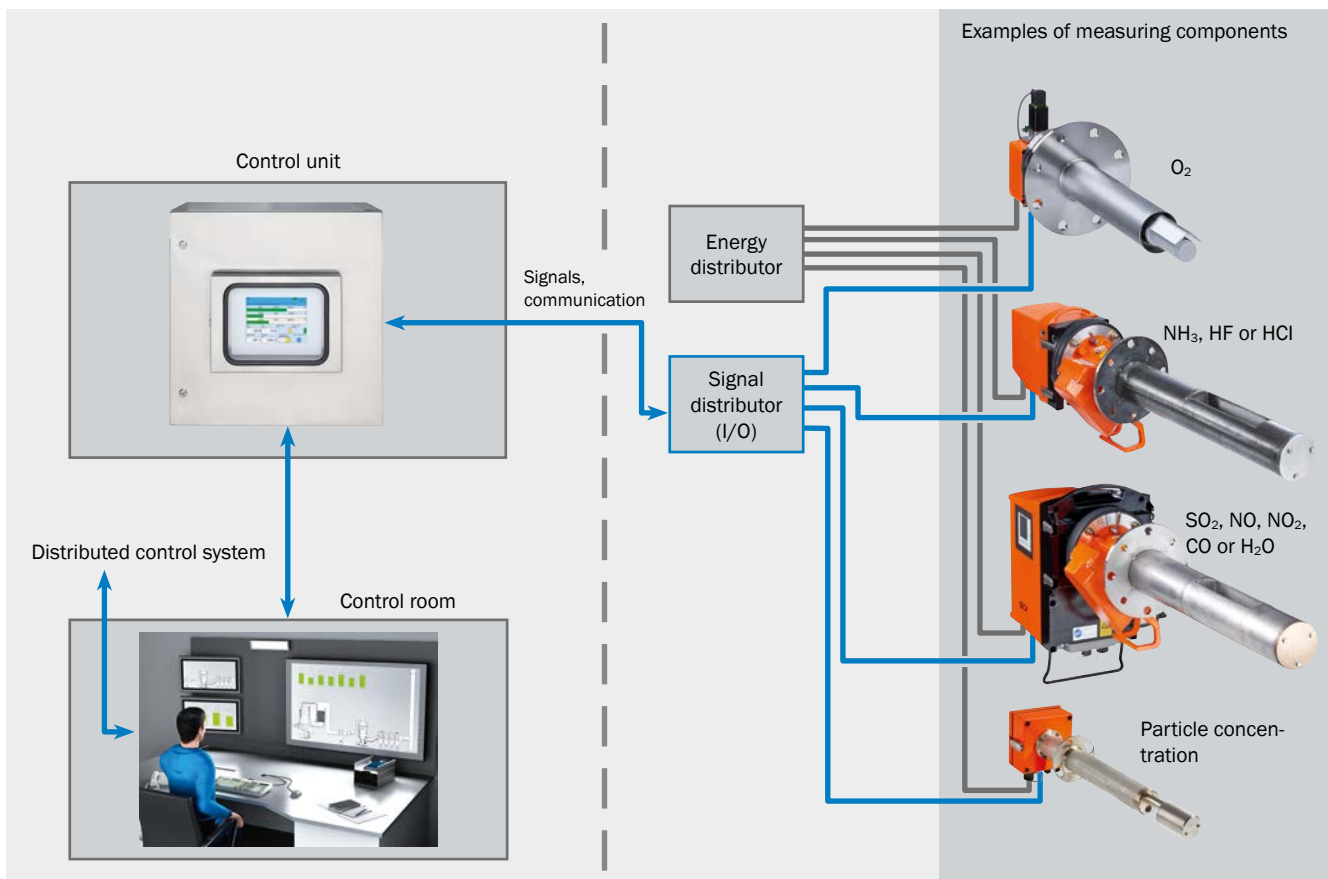 Examples of measuring components
O₂
Control unit
Energy
distributor
Signals,
communication
NH₃, HF or HCl
Signal
distributor
(I/O)
SO₂, NO, NO₂,
CO or H₂O
Distributed control system
Control room
Particle concen-
tration